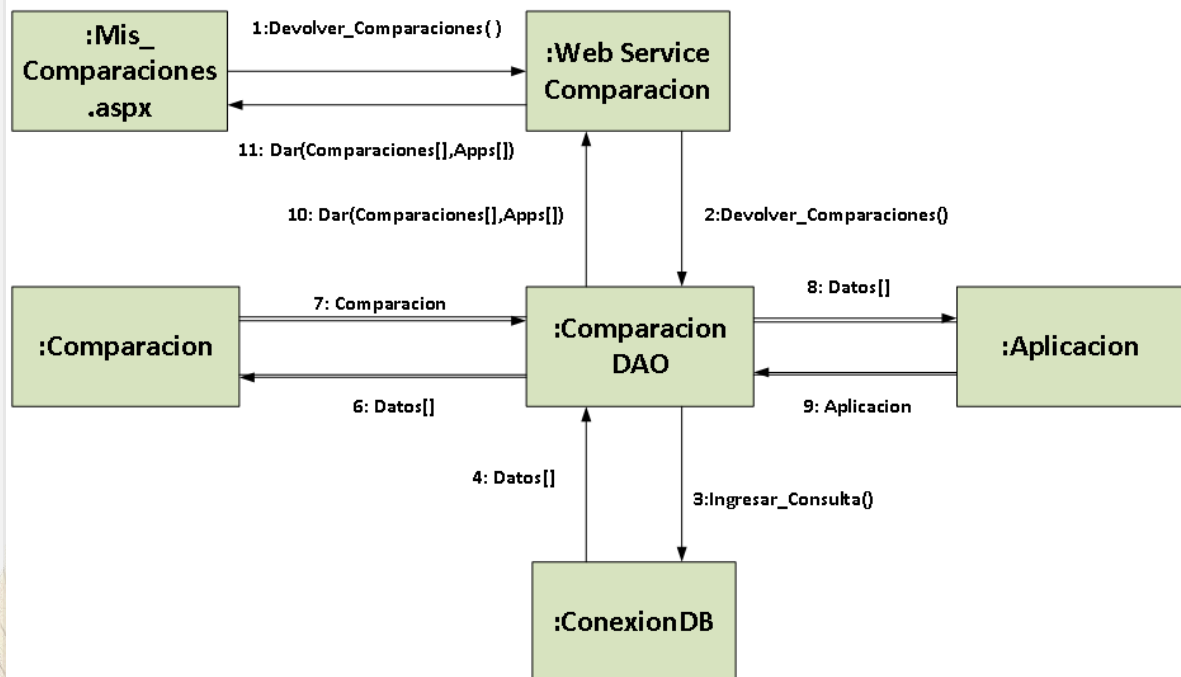 :Mis_
Comparaciones
.aspx
1:Devolver_Comparaciones( )
:Web Service
Comparacion
11: Dar(Comparaciones[],Apps[])
10: Dar(Comparaciones[],Apps[])
2:Devolver_Comparaciones()
:Comparacion
7: Comparacion
6: Datos[]
:Comparacion
DAO
8: Datos[]
9: Aplicacion
:Aplicacion
4: Datos[]
3:Ingresar_Consulta()
:ConexionDB